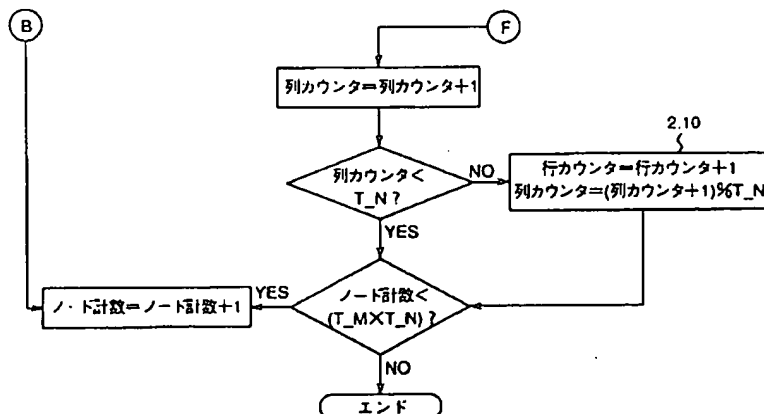 B
F
列カウンタ=列カウンタ+1
2.10
列カウンタ<
T_N?
NO
行カウンタ=行カウンタ+1
列カウンタ=(列カウンタ+1)%T_N
YES
ノード計数<
(T_M×T_N)?
YES
ノード計数=ノード計数+1
NO
エンド